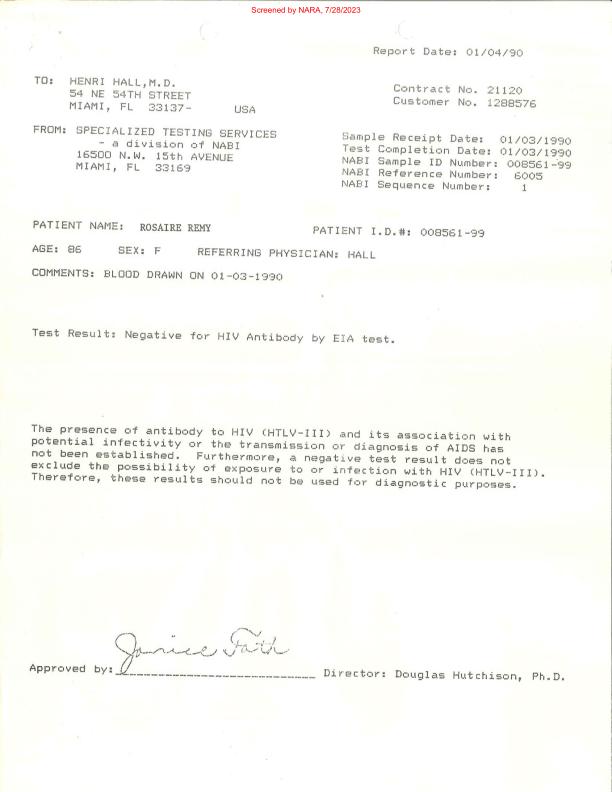 Screened by NARA, 7/28/2023
Report Date: 01/04/90
TO: HENRI HALL,M.D.
54 NE 54TH STREET
MIAMI, FL 33137- USA
Contract No. 21120
Customer No. 1288576
FROM: SPECIALIZED TESTING SERVICES
- a division of NABI
16500 N.W. 15th AVENUE
MIAMI, FL 33169
Sample Receipt Date: 01/03/1990
Test Completion Date: 01/03/1990
NABI Sample ID Number: 008561-99
NABI Reference Number: 6005
NABI Sequence Number: 1
PATIENT NAME: ROSAIRE REMY PATIENT I.D.#: 008561-99
AGE: 86 SEX: F REFERRING PHYSICIAN: HALL
COMMENTS: BLOOD DRAWN ON 01-03-1990
Test Result: Negative for HIV Antibody by EIA test.
The presence of antibody to HIV (HTLV-III) and its association with
potential infectivity or the transmission or diagnosis of AIDS has
not been established. Furthermore, a negative test result does not
exclude the possibility of exposure to or infection with HIV (HTLV-III).
Therefore, these results should not be used for diagnostic purposes.
Janice Fath
Approved by: Director: Douglas Hutchison, Ph.D.